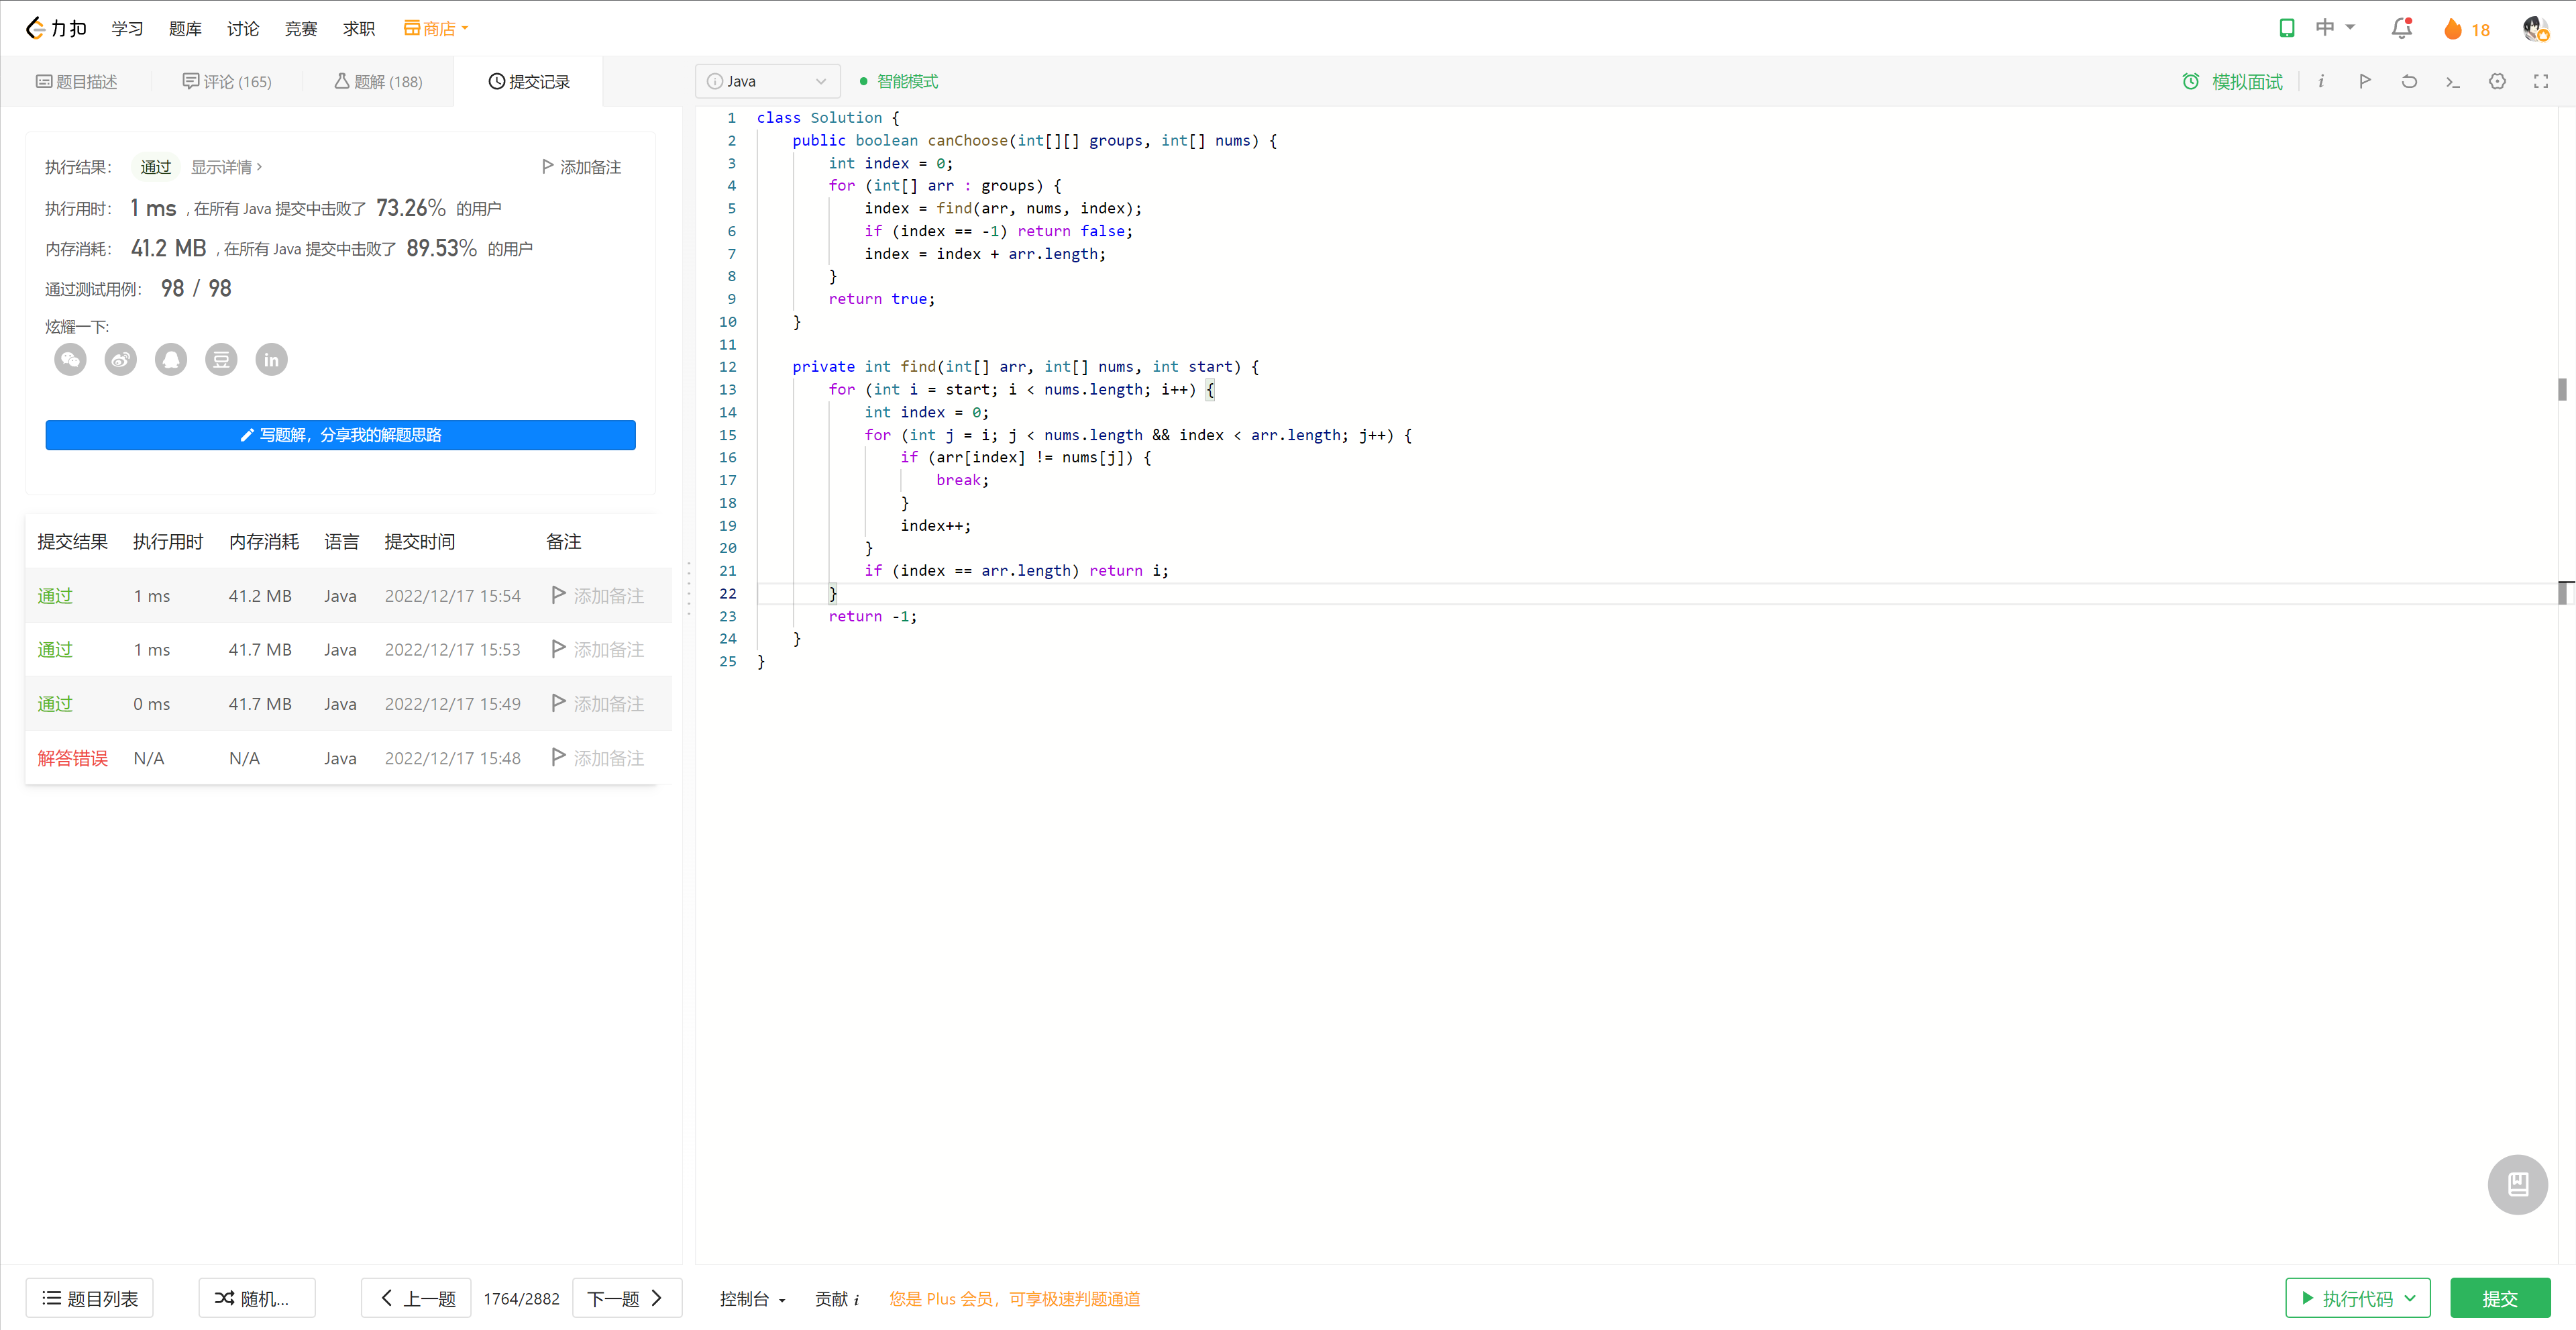 力扣 学习 题库 讨论 竞赛 求职 商店 中 18
题目描述 评论 (165) 题解 (188) 提交记录
Java 智能模式 模拟面试
执行结果： 通过 显示详情 添加备注
执行用时： 1 ms , 在所有 Java 提交中击败了 73.26% 的用户
内存消耗： 41.2 MB , 在所有 Java 提交中击败了 89.53% 的用户
通过测试用例： 98 / 98
炫耀一下:
豆 in
写题解，分享我的解题思路
提交结果 执行用时 内存消耗 语言 提交时间 备注
通过 1 ms 41.2 MB Java 2022/12/17 15:54 添加备注
通过 1 ms 41.7 MB Java 2022/12/17 15:53 添加备注
通过 0 ms 41.7 MB Java 2022/12/17 15:49 添加备注
解答错误 N/A N/A Java 2022/12/17 15:48 添加备注
1 class Solution {
2 public boolean canChoose(int[][] groups, int[] nums) {
3 int index = 0;
4 for (int[] arr : groups) {
5 index = find(arr, nums, index);
6 if (index == -1) return false;
7 index = index + arr.length;
8 }
9 return true;
10 }
11
12 private int find(int[] arr, int[] nums, int start) {
13 for (int i = start; i < nums.length; i++) {
14 int index = 0;
15 for (int j = i; j < nums.length && index < arr.length; j++) {
16 if (arr[index] != nums[j]) {
17 break;
18 }
19 index++;
20 }
21 if (index == arr.length) return i;
22 }
23 return -1;
24 }
25 }
题目列表 随机... 上一题 1764/2882 下一题 控制台 贡献 i 您是 Plus 会员，可享极速判题通道 执行代码 提交